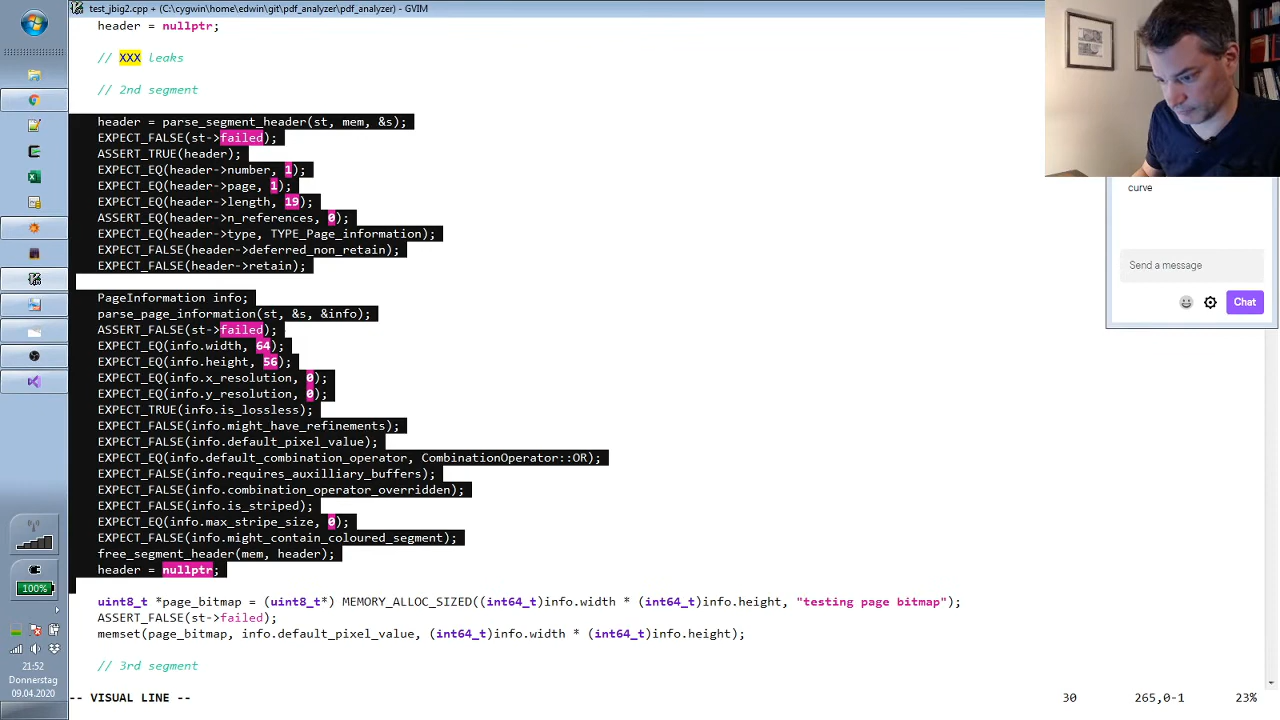 test_jbig2.cpp + (C:\cygwin\home\edwin\git\pdf_analyzer\pdf_analyzer) - GVIM
header = nullptr;
// XXX leaks
// 2nd segment
header = parse_segment_header(st, mem, &s);
EXPECT_FALSE(st->failed);
ASSERT_TRUE(header);
EXPECT_EQ(header->number, 1);
EXPECT_EQ(header->page, 1);
EXPECT_EQ(header->length, 19);
ASSERT_EQ(header->n_references, 0);
EXPECT_EQ(header->type, TYPE_Page_information);
EXPECT_FALSE(header->deferred_non_retain);
EXPECT_FALSE(header->retain);
PageInformation info;
parse_page_information(st, &s, &info);
ASSERT_FALSE(st->failed);
EXPECT_EQ(info.width, 64);
EXPECT_EQ(info.height, 56);
EXPECT_EQ(info.x_resolution, 0);
EXPECT_EQ(info.y_resolution, 0);
EXPECT_TRUE(info.is_lossless);
EXPECT_FALSE(info.might_have_refinements);
EXPECT_FALSE(info.default_pixel_value);
EXPECT_EQ(info.default_combination_operator, CombinationOperator::OR);
EXPECT_FALSE(info.requires_auxilliary_buffers);
EXPECT_FALSE(info.combination_operator_overridden);
EXPECT_FALSE(info.is_striped);
EXPECT_EQ(info.max_stripe_size, 0);
EXPECT_FALSE(info.might_contain_coloured_segment);
free_segment_header(mem, header);
header = nullptr;
uint8_t *page_bitmap = (uint8_t*) MEMORY_ALLOC_SIZED((int64_t)info.width * (int64_t)info.height, "testing page bitmap");
ASSERT_FALSE(st->failed);
memset(page_bitmap, info.default_pixel_value, (int64_t)info.width * (int64_t)info.height);
// 3rd segment
-- VISUAL LINE --
30
265,0-1
23%
curve
Send a message
Chat
100%
21:52
Donnerstag
09.04.2020